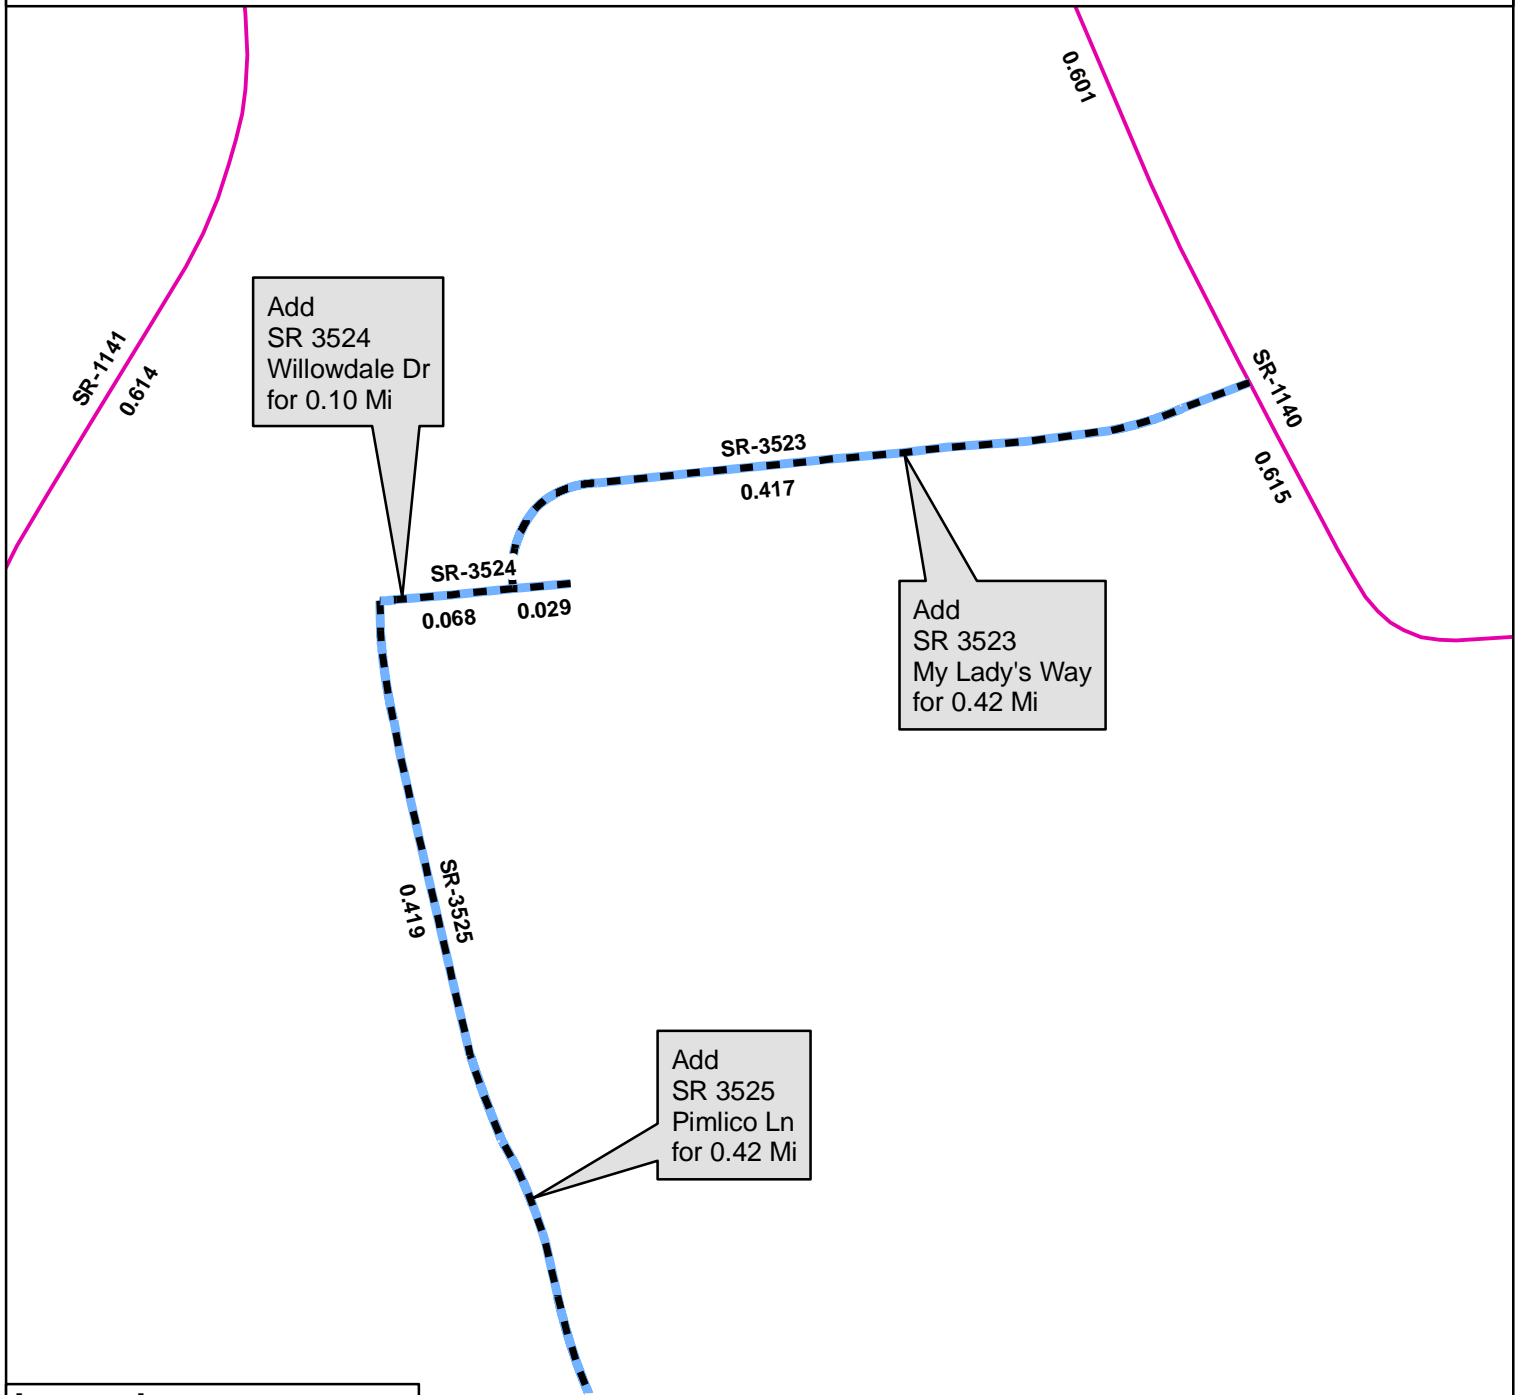 0.601
SR-1141
0.614
Add
SR 3524
Willowdale Dr
for 0.10 Mi
SR-1140
0.615
SR-3523
0.417
SR-3524
0.068
0.029
Add
SR 3523
My Lady's Way
for 0.42 Mi
SR-3525
0.419
Add
SR 3525
Pimlico Ln
for 0.42 Mi